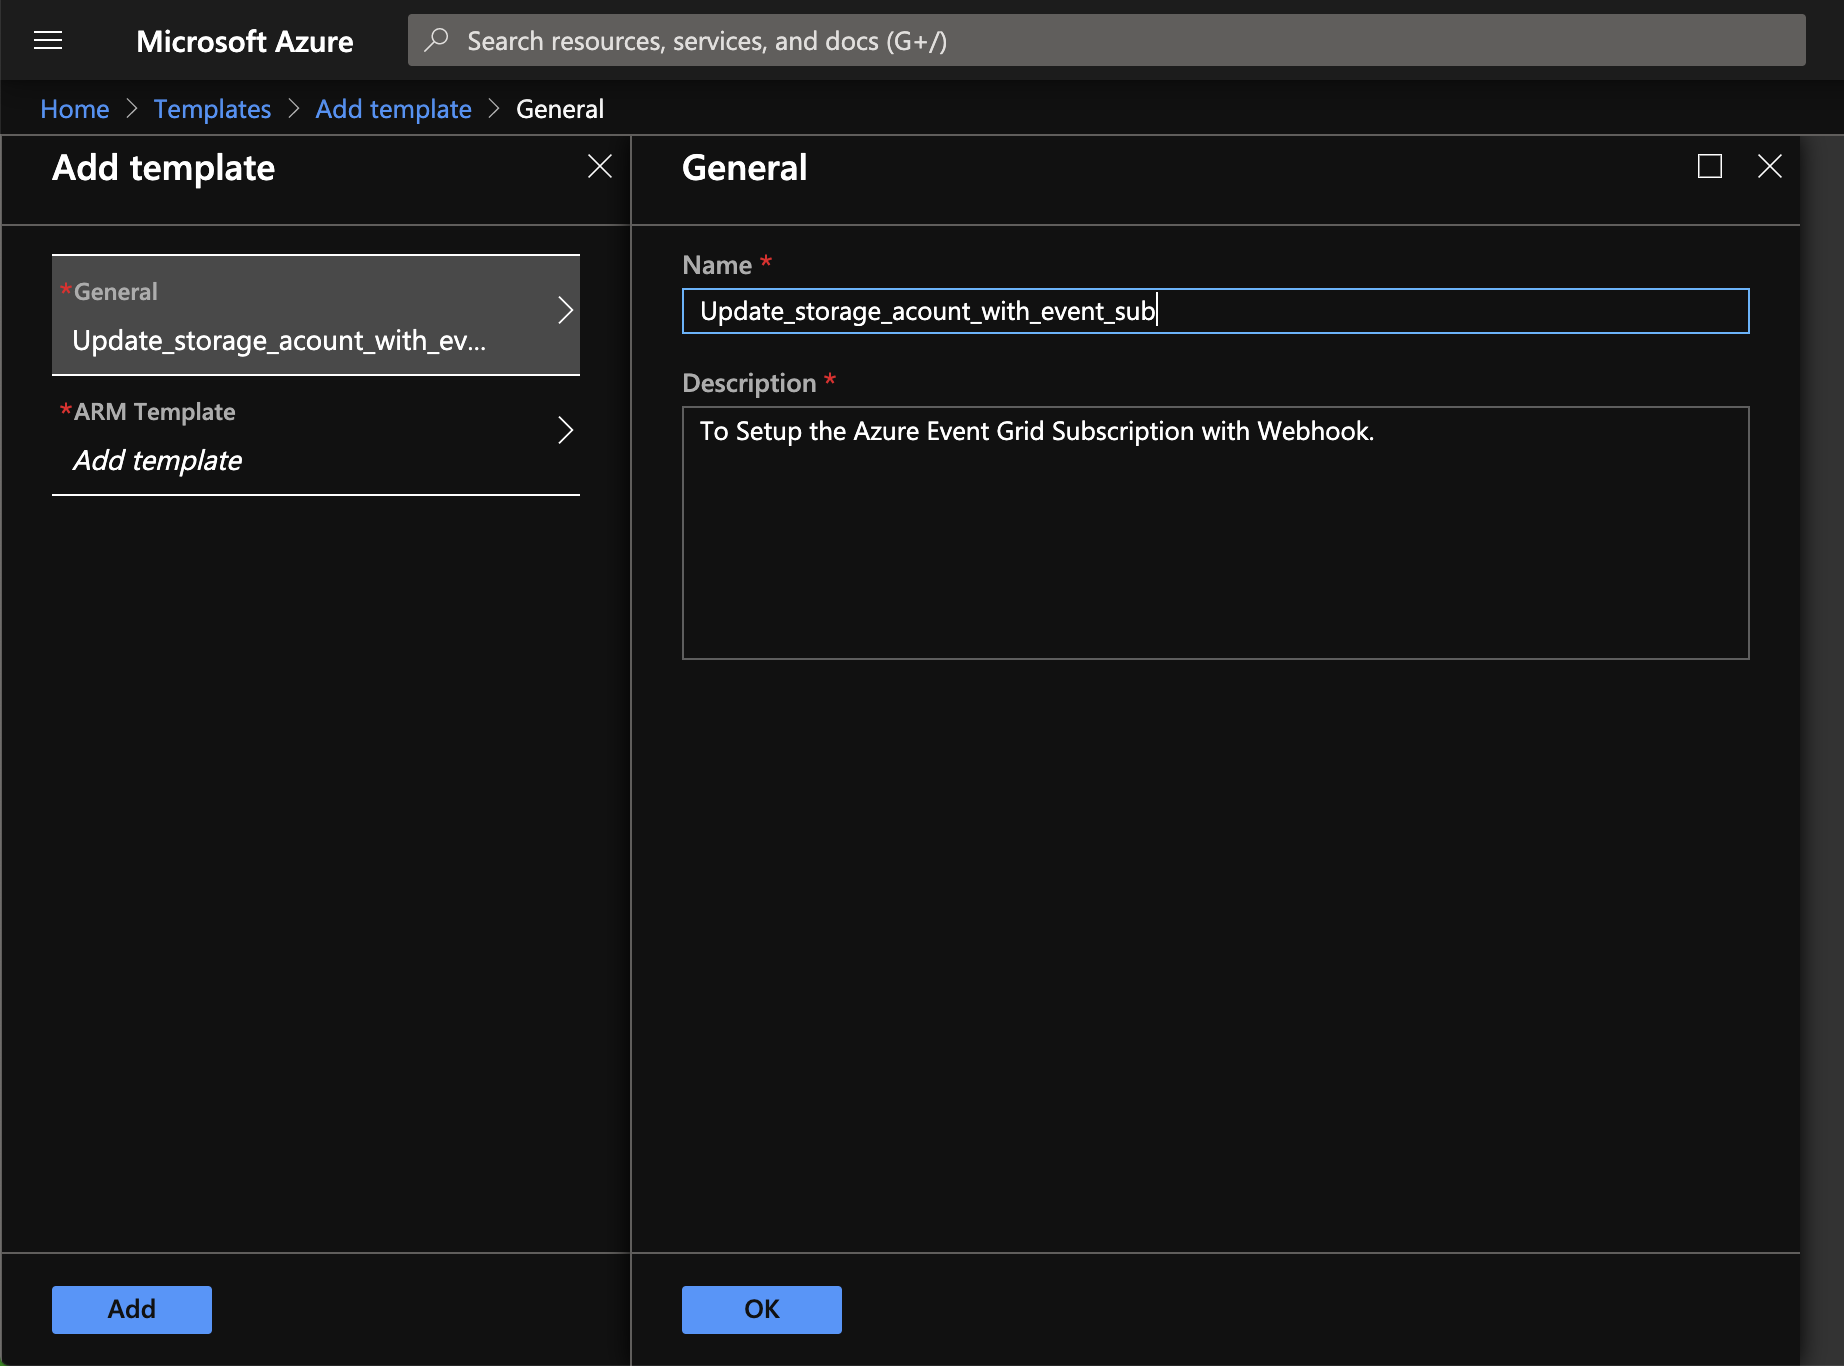 Microsoft Azure
Search resources, services, and docs (G+/)
Home > Templates > Add template > General
Add template
*General
Update_storage_acount_with_ev...
*ARM Template
Add template
Add
General
Name *
Update_storage_acount_with_event_sub
Description *
To Setup the Azure Event Grid Subscription with Webhook.
OK